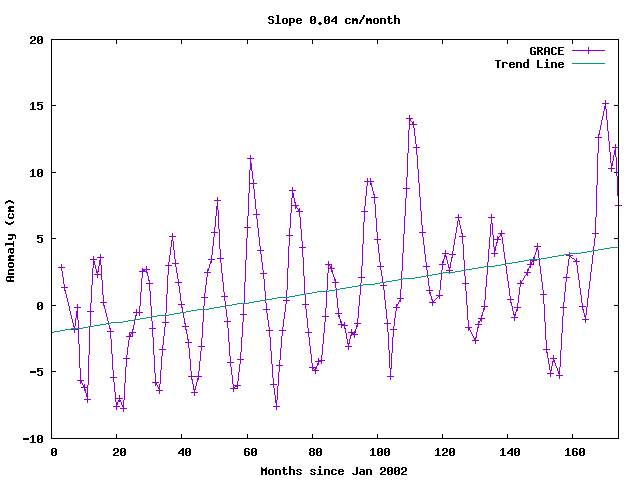 Slope 0.04 cm/month
20
GRACE
Trend Line
15
10
5
0
-5
-10
Anomaly (cm)
0 20 40 60 80 100 120 140 160
Months since Jan 2002